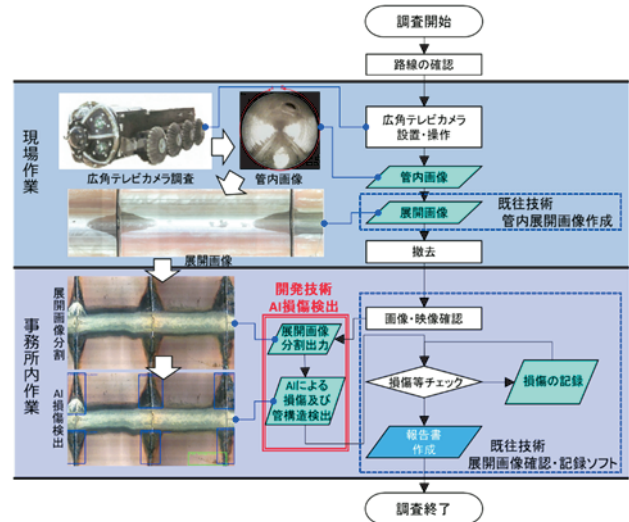 調査開始
路線の確認
現場作業
広角テレビカメラ調査
管内画像
広角テレビカメラ
設置・操作
管内画像
展開画像
既往技術
管内展開画像作成
展開画像
撤去
事務所内作業
展開画像分割
開発技術
AI損傷検出
展開画像
分割出力
画像・映像確認
AI損傷検出
AIによる
損傷及び
管構造検出
損傷等チェック
損傷の記録
報告書
作成
既往技術
展開画像確認・記録ソフト
調査終了